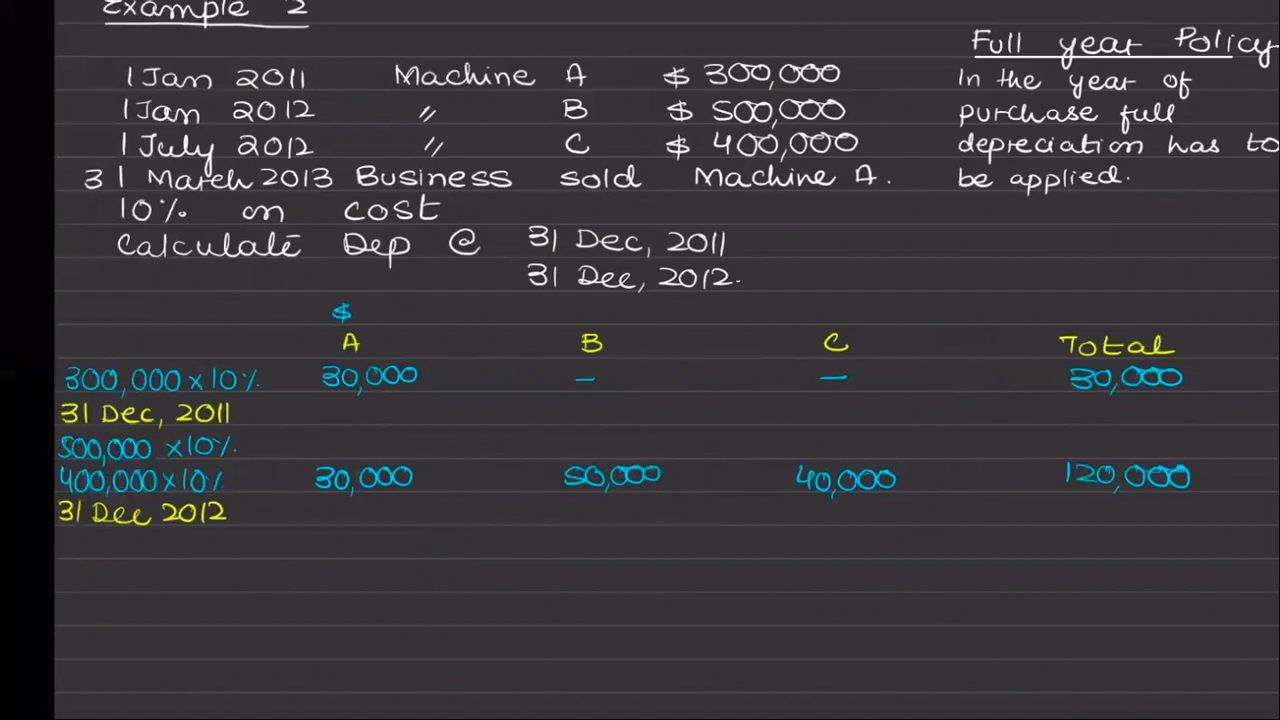 Example 2
Full year Policy
1 Jan 2011 Machine A $ 300,000 In the year of
1 Jan 2012 〃 B $ 500,000 purchase full
1 July 2012 〃 C $ 400,000 depreciation has to
31 March 2013 Business sold Machine A. be applied.
10% on cost
Calculate Dep @ 31 Dec, 2011
31 Dec, 2012.
$
A B C Total
300,000 x 10% 30,000 — — 30,000
31 Dec, 2011
500,000 x 10%
400,000 x 10% 30,000 50,000 40,000 120,000
31 Dec 2012